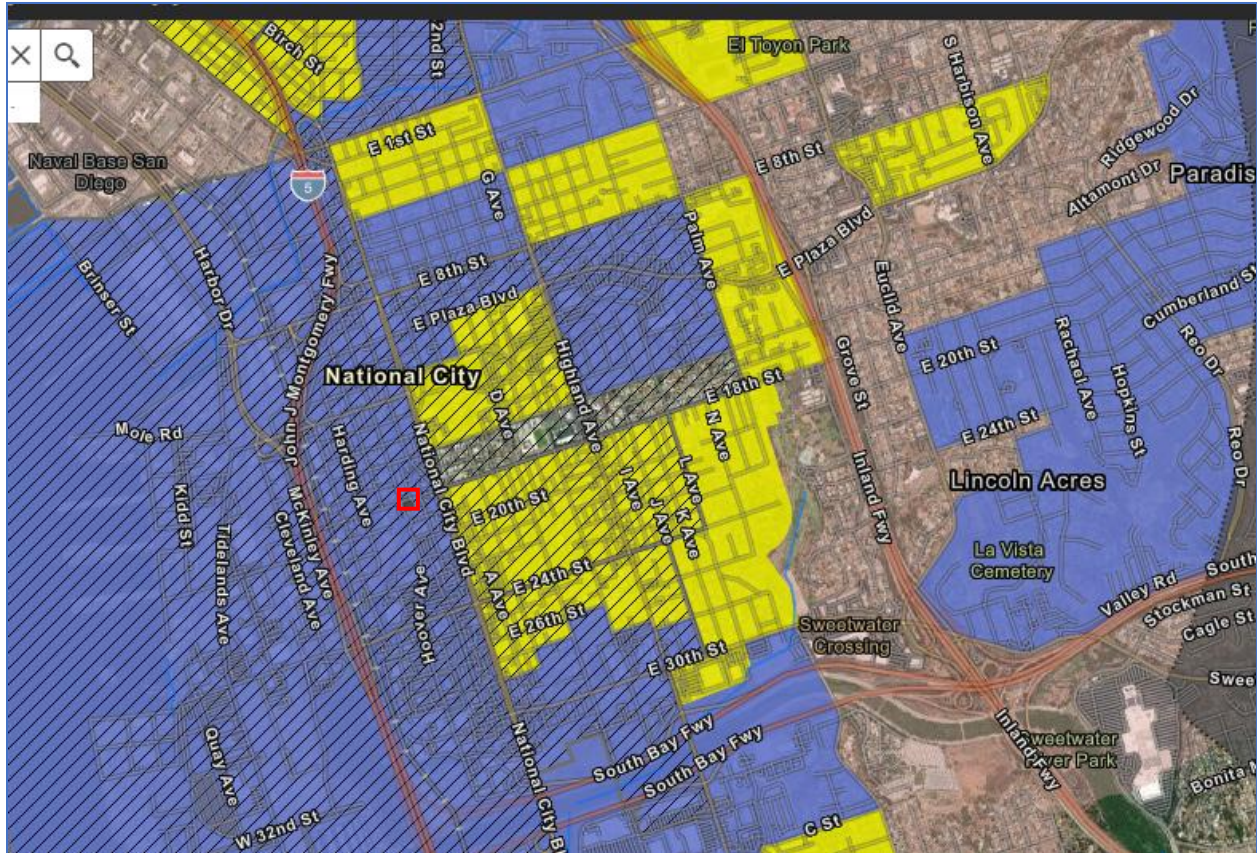 Birch St
2nd St
El Toyon Park
S Harbison Ave
E 1st St
Naval Base San
Diego
5
E 8th St
Ridgewood Dr
Altamont Dr
Paradis
G Ave
Palm Ave
E Plaza Blvd
Harbor Dr
Brinser St
E 8th St
E Plaza Blvd
Euclid Ave
Cumberland S
John J Montgomery Fwy
Highland Ave
Grove St
E 20th St
Rachael Ave
Reo Dr
Hopkins St
National City
E 18th St
D Ave
N Ave
E 24th St
Mole Rd
Harding Ave
National City Blvd
L Ave
Inland Fwy
Lincoln Acres
Reo Dr
Kidd St
I Ave
J Ave
K Ave
E 20th St
Tidelands Ave
McKinley Ave
Cleveland Ave
La Vista
Cemetery
E 24th St
A Ave
Hoover Ave
Valley Rd
South
Stockman St
Cagle St
E 26th St
Sweetwater
Crossing
E 30th St
Swee
Quay Ave
National City B
South Bay Fwy
South Bay Fwy
Inland Fwy
Sweetwater
River Park
Bonita
W 32nd St
C St